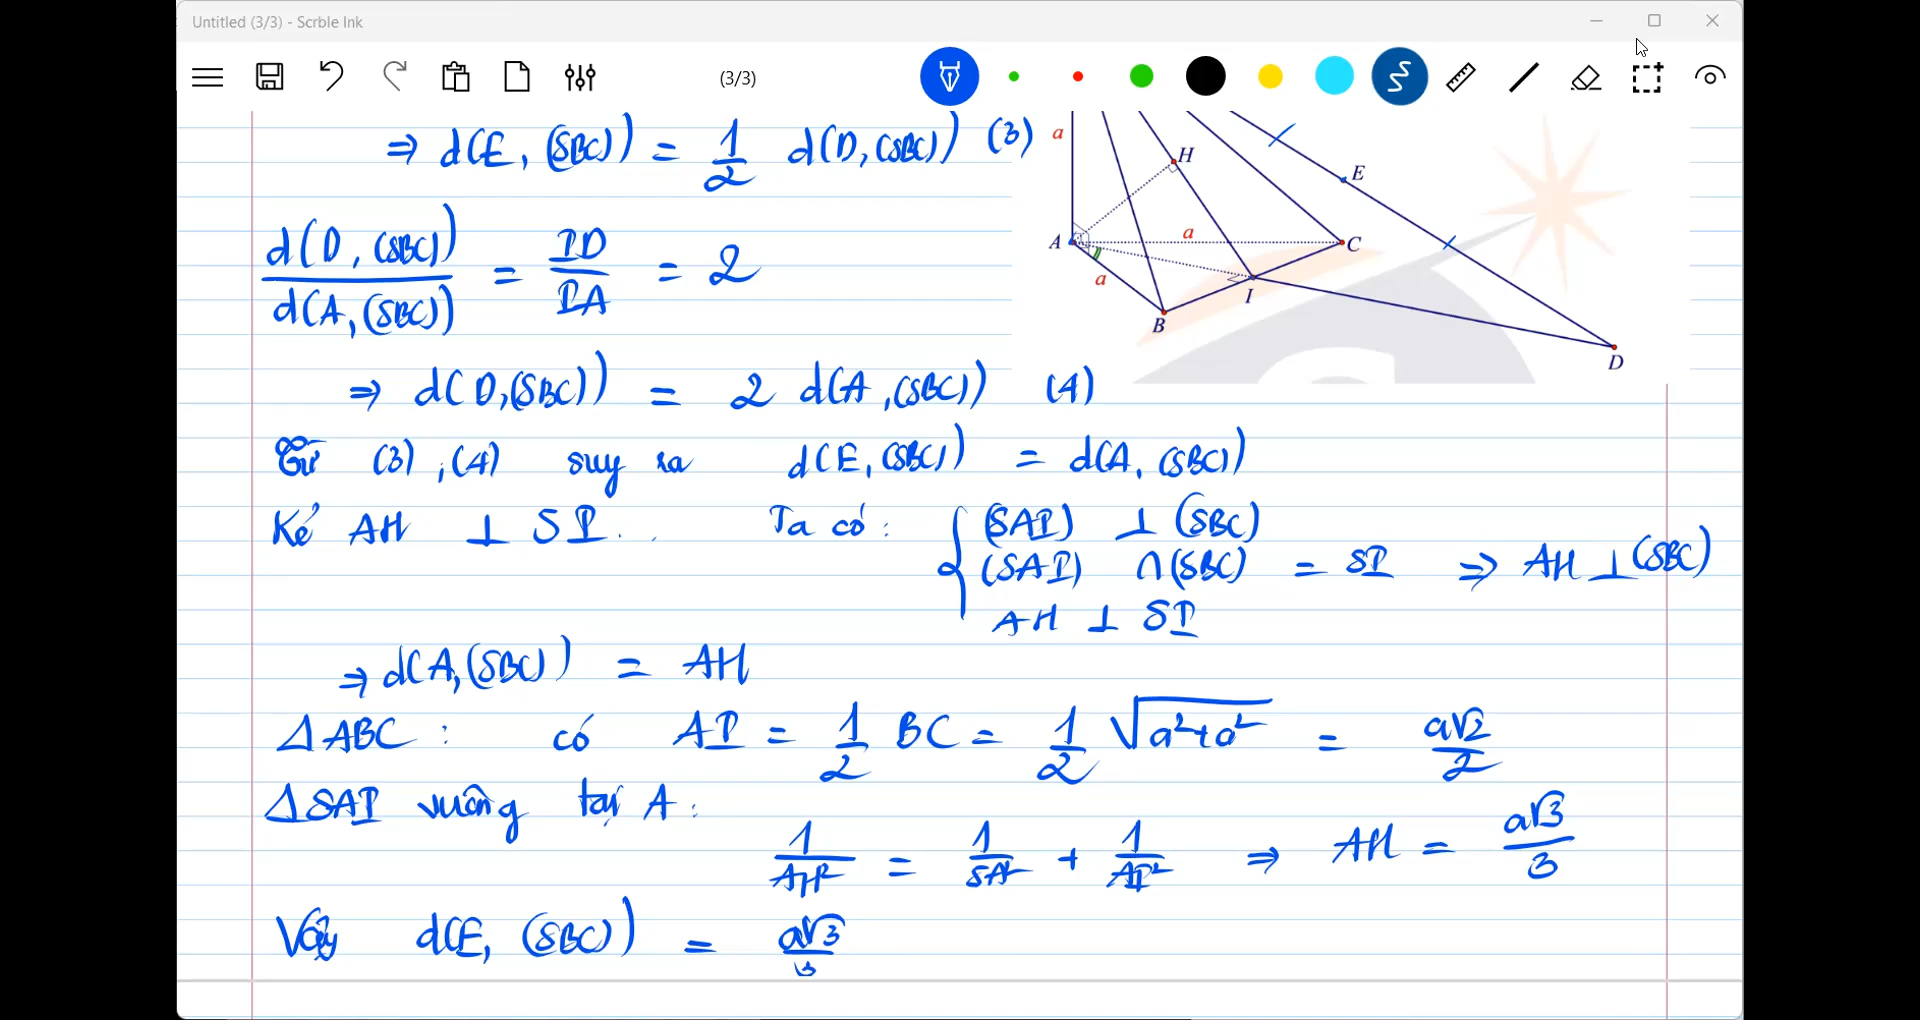 Untitled (3/3) - Scrble Ink
(3/3)
⇒ d(E, (SBC)) = 1/2 d(D, (SBC)) (3)
a
H
E
A
a
C
a
I
B
D
d(D, (SBC)) / d(A, (SBC)) = ID / IA = 2
⇒ d(D, (SBC)) = 2 d(A, (SBC)) (4)
Từ (3), (4) suy ra d(E, (SBC)) = d(A, (SBC))
Kẻ AH ⊥ SI. Ta có: { (SAI) ⊥ (SBC)
(SAI) ∩ (SBC) = SI ⇒ AH ⊥ (SBC)
AH ⊥ SI
⇒ d(A, (SBC)) = AH
ΔABC: có AI = 1/2 BC = 1/2 √(a²+a²) = a√2/2
ΔSAI vuông tại A:
1/AH² = 1/SA² + 1/AI² ⇒ AH = a√3/3
Vậy d(E, (SBC)) = a√3/3